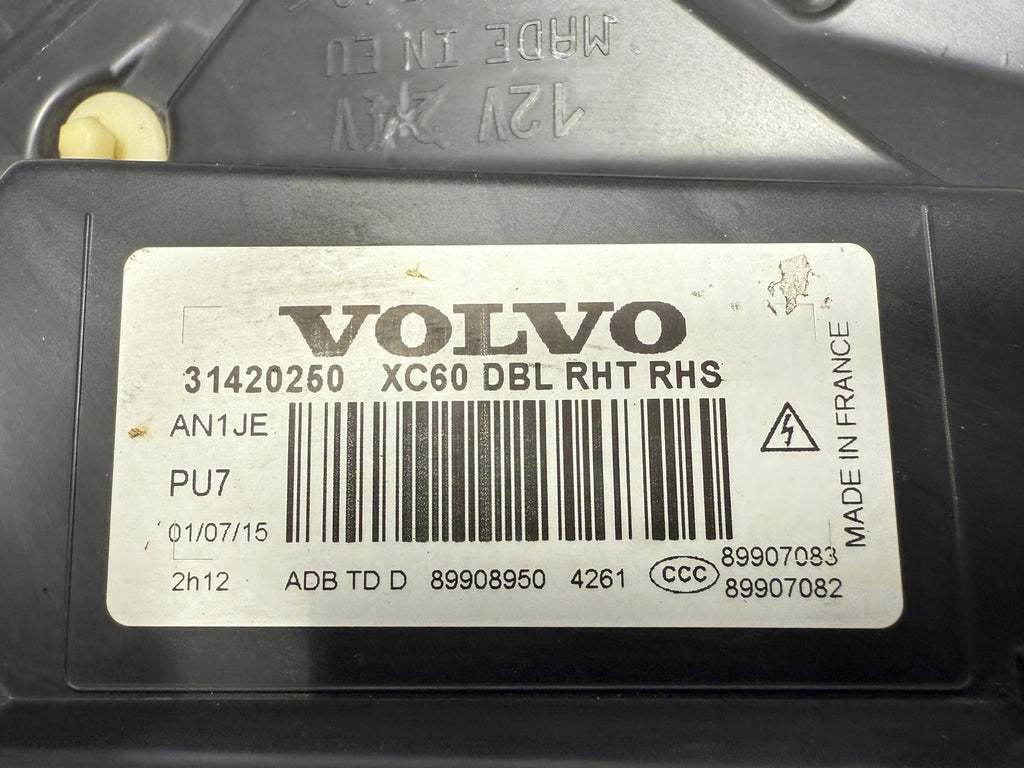 MADE IN EU
12V 24V
VOLVO
31420250 XC60 DBL RHT RHS
AN1JE
PU7
01/07/15
2h12 ADB TD D 89908950 4261 CCC
89907083
89907082
MADE IN FRANCE